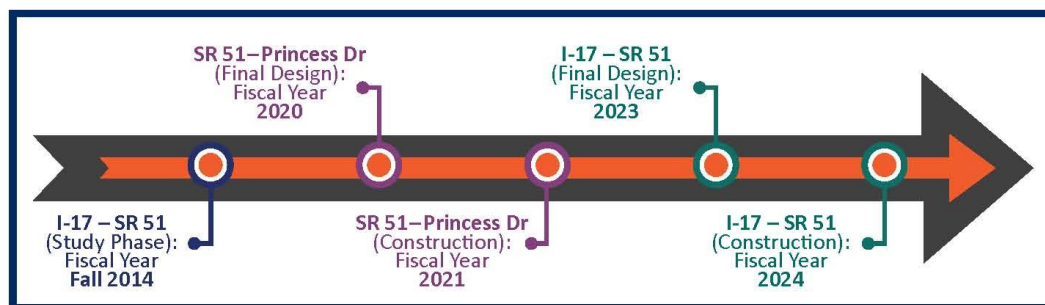 SR 51–Princess Dr
(Final Design):
Fiscal Year
2020
I-17 – SR 51
(Final Design):
Fiscal Year
2023
I-17 – SR 51
(Study Phase):
Fiscal Year
Fall 2014
SR 51–Princess Dr
(Construction):
Fiscal Year
2021
I-17 – SR 51
(Construction):
Fiscal Year
2024